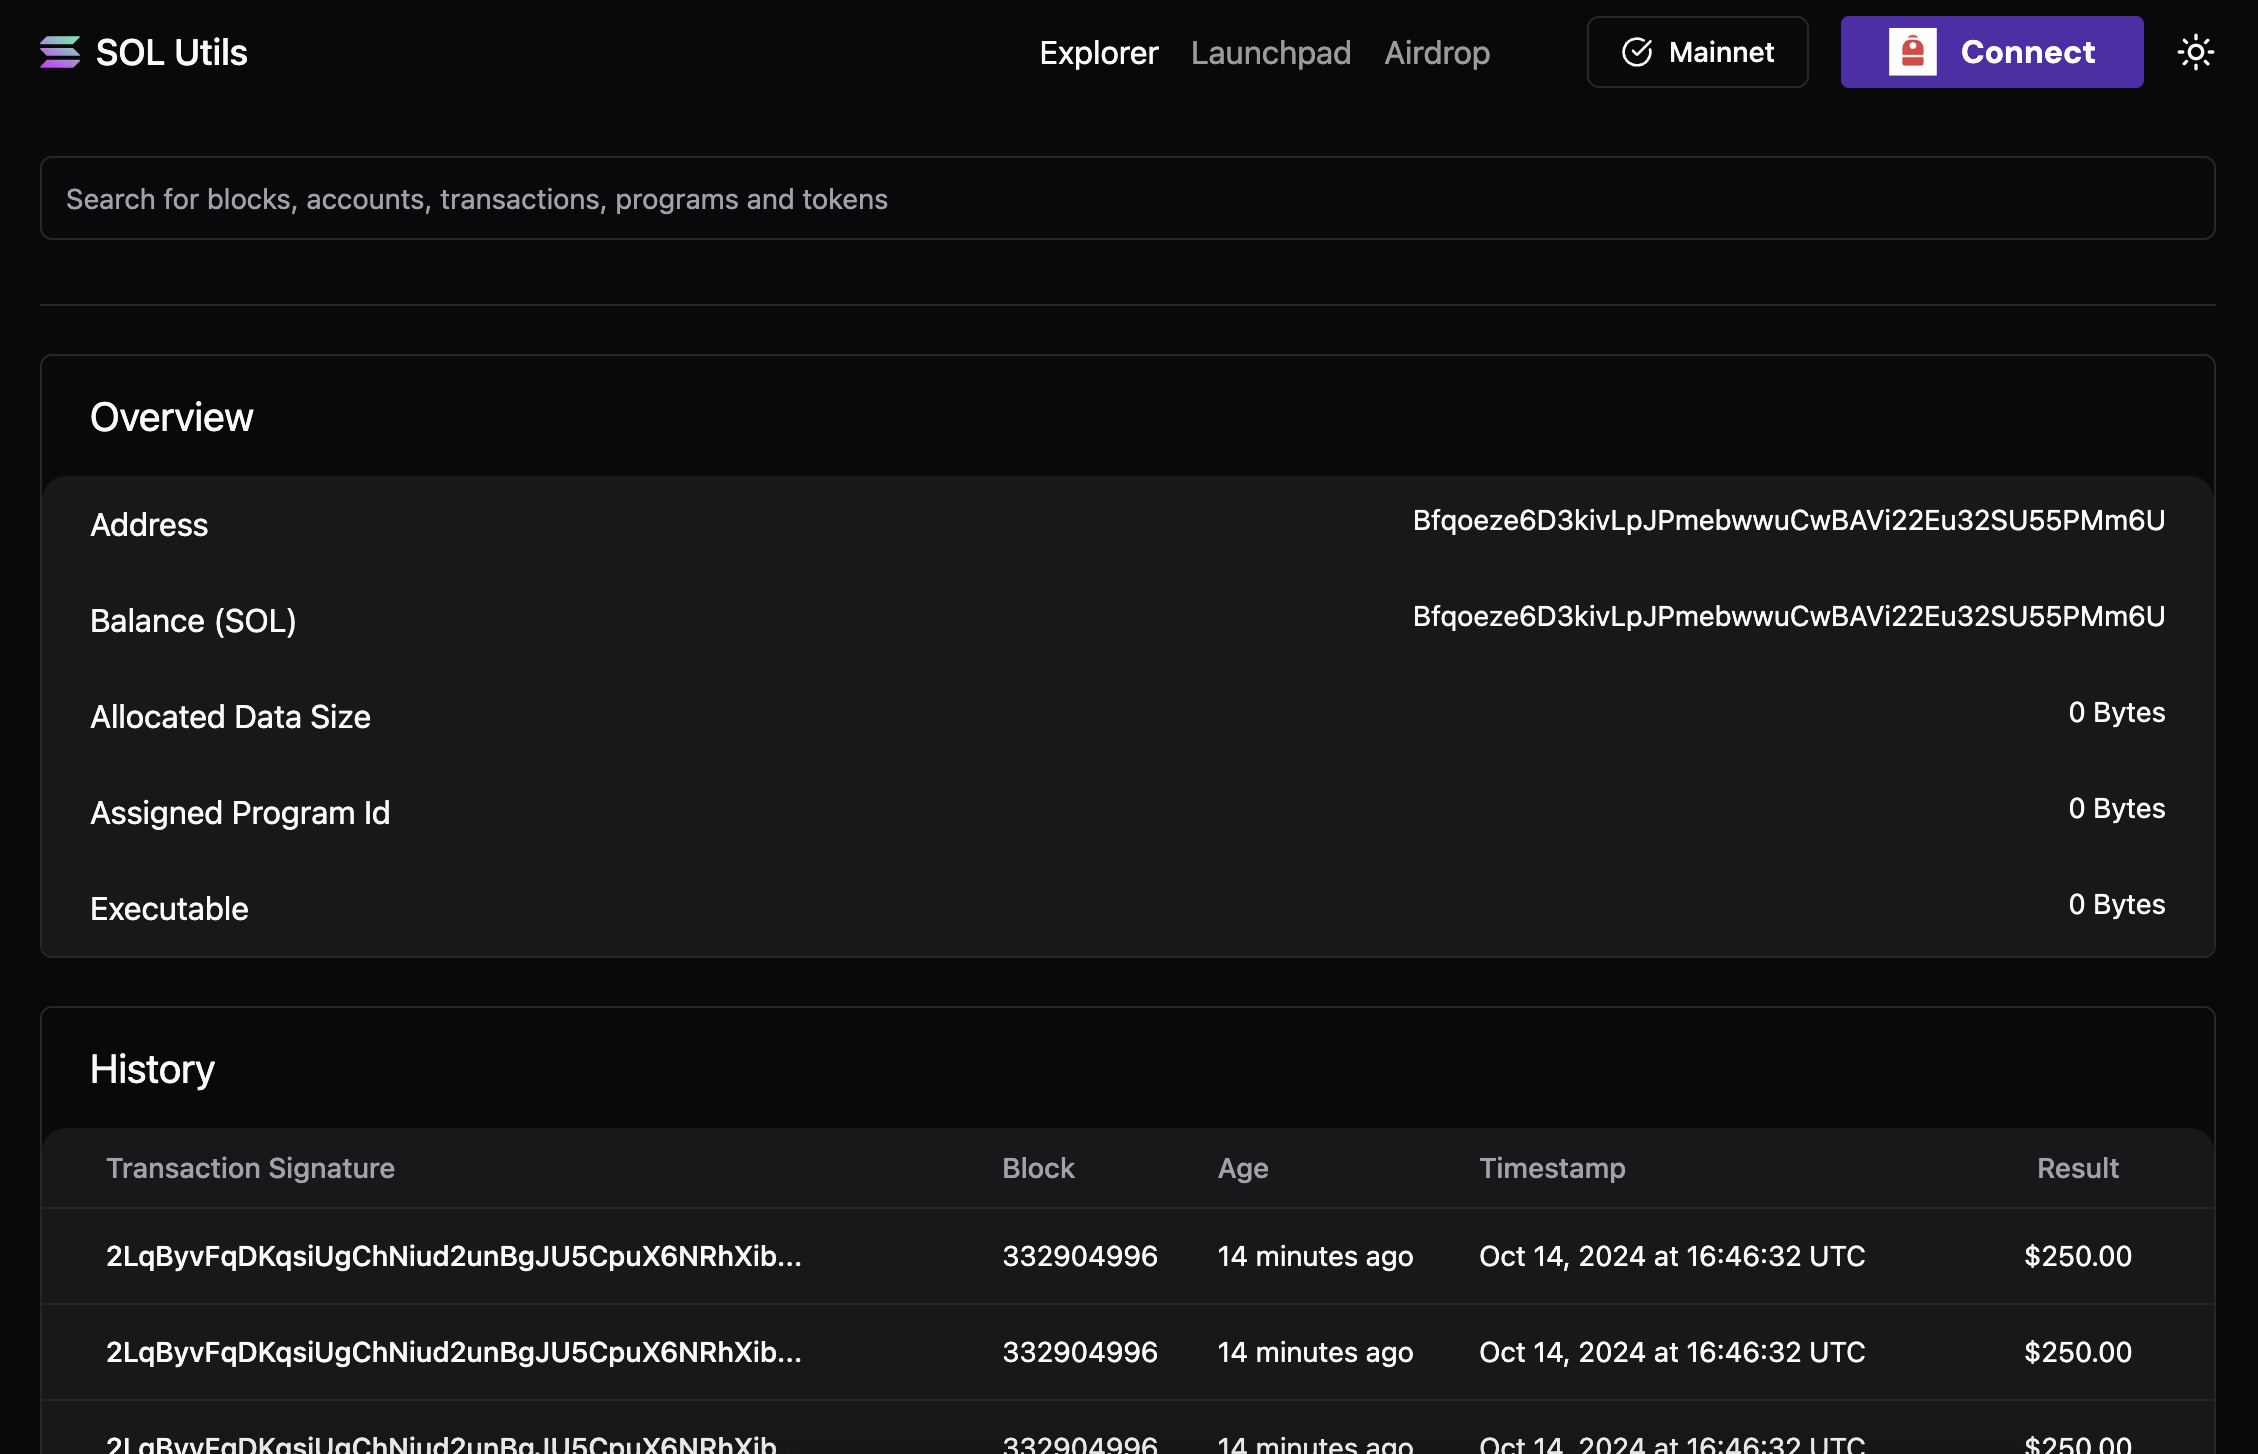 SOL Utils
Explorer Launchpad Airdrop Mainnet Connect
Search for blocks, accounts, transactions, programs and tokens
Overview
Address Bfqoeze6D3kivLpJPmebwwuCwBAVi22Eu32SU55PMm6U
Balance (SOL) Bfqoeze6D3kivLpJPmebwwuCwBAVi22Eu32SU55PMm6U
Allocated Data Size 0 Bytes
Assigned Program Id 0 Bytes
Executable 0 Bytes
History
Transaction Signature Block Age Timestamp Result
2LqByvFqDKqsiUgChNiud2unBgJU5CpuX6NRhXib... 332904996 14 minutes ago Oct 14, 2024 at 16:46:32 UTC $250.00
2LqByvFqDKqsiUgChNiud2unBgJU5CpuX6NRhXib... 332904996 14 minutes ago Oct 14, 2024 at 16:46:32 UTC $250.00
2LqByvFqDKqsiUgChNiud2unBgJU5CpuX6NRhXib 332904996 14 minutes ago Oct 14, 2024 at 16:46:32 UTC $250.00